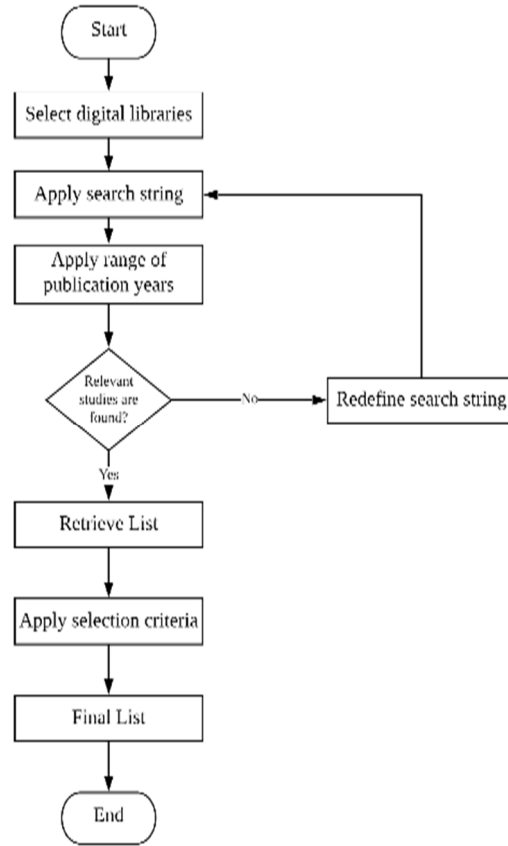 Start
Select digital libraries
Apply search string
Apply range of
publication years
Relevant
studies are
found?
No
Redefine search string
Yes
Retrieve List
Apply selection criteria
Final List
End